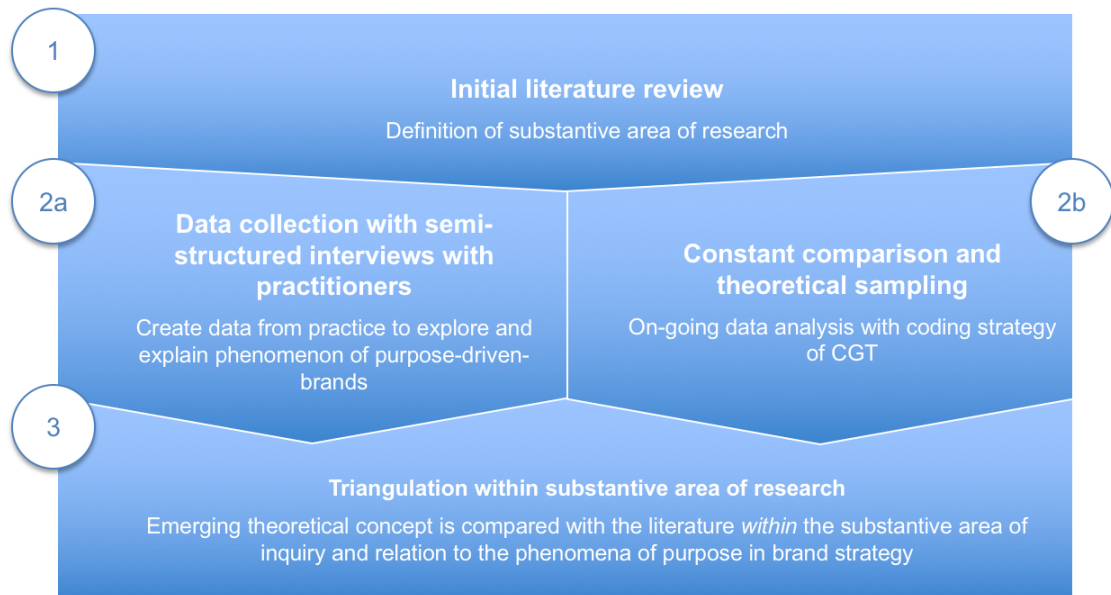 1
Initial literature review
Definition of substantive area of research
2a
Data collection with semi-
structured interviews with
practitioners
Create data from practice to explore and
explain phenomenon of purpose-driven-
brands
2b
Constant comparison and
theoretical sampling
On-going data analysis with coding strategy
of CGT
3
Triangulation within substantive area of research
Emerging theoretical concept is compared with the literature within the substantive area of
inquiry and relation to the phenomena of purpose in brand strategy